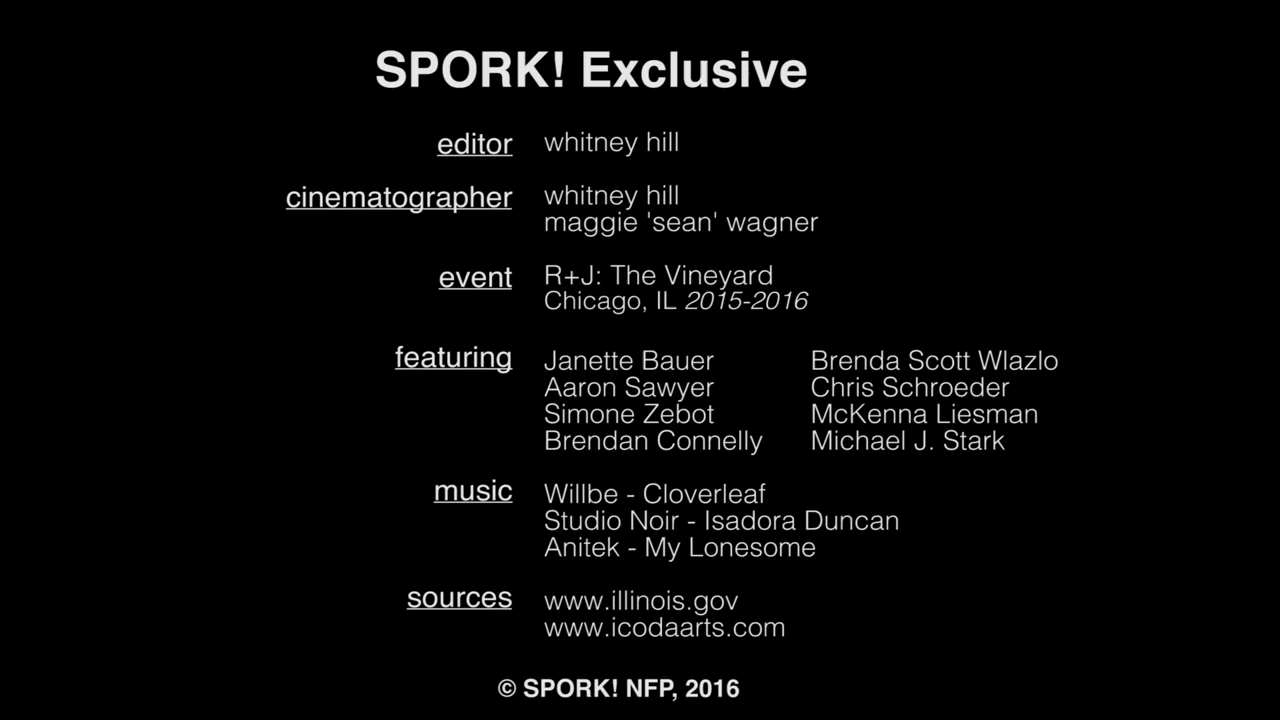 SPORK! Exclusive
editor whitney hill
cinematographer whitney hill
maggie 'sean' wagner
event R+J: The Vineyard
Chicago, IL 2015-2016
featuring Janette Bauer Brenda Scott Wlazlo
Aaron Sawyer Chris Schroeder
Simone Zebot McKenna Liesman
Brendan Connelly Michael J. Stark
music Willbe - Cloverleaf
Studio Noir - Isadora Duncan
Anitek - My Lonesome
sources www.illinois.gov
www.icodaarts.com
© SPORK! NFP, 2016